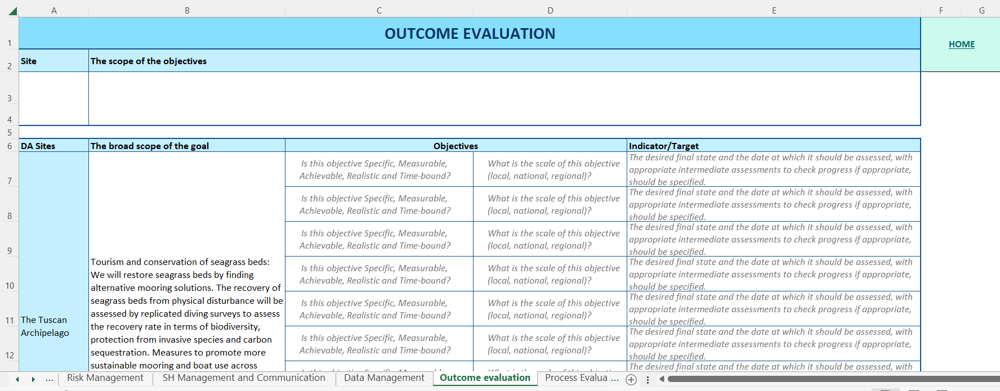 A B C D E F G
1 OUTCOME EVALUATION HOME
2 Site The scope of the objectives
3
4
5
6 DA Sites The broad scope of the goal Objectives Indicator/Target
7
Is this objective Specific, Measurable,
Achievable, Realistic and Time-bound?
What is the scale of this objective
(local, national, regional)?
The desired final state and the date at which it should be assessed, with
appropriate intermediate assessments to check progress if appropriate,
should be specified.
8
Is this objective Specific, Measurable,
Achievable, Realistic and Time-bound?
What is the scale of this objective
(local, national, regional)?
The desired final state and the date at which it should be assessed, with
appropriate intermediate assessments to check progress if appropriate,
should be specified.
9
Is this objective Specific, Measurable,
Achievable, Realistic and Time-bound?
What is the scale of this objective
(local, national, regional)?
The desired final state and the date at which it should be assessed, with
appropriate intermediate assessments to check progress if appropriate,
should be specified.
10
Is this objective Specific, Measurable,
Achievable, Realistic and Time-bound?
What is the scale of this objective
(local, national, regional)?
The desired final state and the date at which it should be assessed, with
appropriate intermediate assessments to check progress if appropriate,
should be specified.
11
Is this objective Specific, Measurable,
Achievable, Realistic and Time-bound?
What is the scale of this objective
(local, national, regional)?
The desired final state and the date at which it should be assessed, with
appropriate intermediate assessments to check progress if appropriate,
should be specified.
12
Is this objective Specific, Measurable,
Achievable, Realistic and Time-bound?
What is the scale of this objective
(local, national, regional)?
The desired final state and the date at which it should be assessed, with
appropriate intermediate assessments to check progress if appropriate,
should be specified.
The desired final state and the date at which it should be assessed, with
The Tuscan
Archipelago
Tourism and conservation of seagrass beds:
We will restore seagrass beds by finding
alternative mooring solutions. The recovery of
seagrass beds from physical disturbance will be
assessed by replicated diving surveys to assess
the recovery rate in terms of biodiversity,
protection from invasive species and carbon
sequestration. Measures to promote more
sustainable mooring and boat use across
... Risk Management SH Management and Communication Data Management Outcome evaluation Process Evalua ...